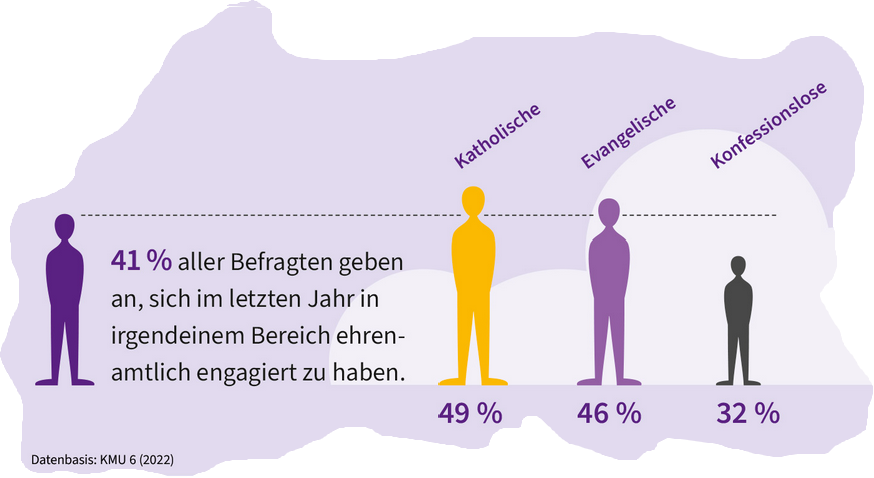 Katholische
Evangelische
Konfessionslose
41 % aller Befragten geben
an, sich im letzten Jahr in
irgendeinem Bereich ehren-
amtlich engagiert zu haben.
49 %
46 %
32 %
Datenbasis: KMU 6 (2022)